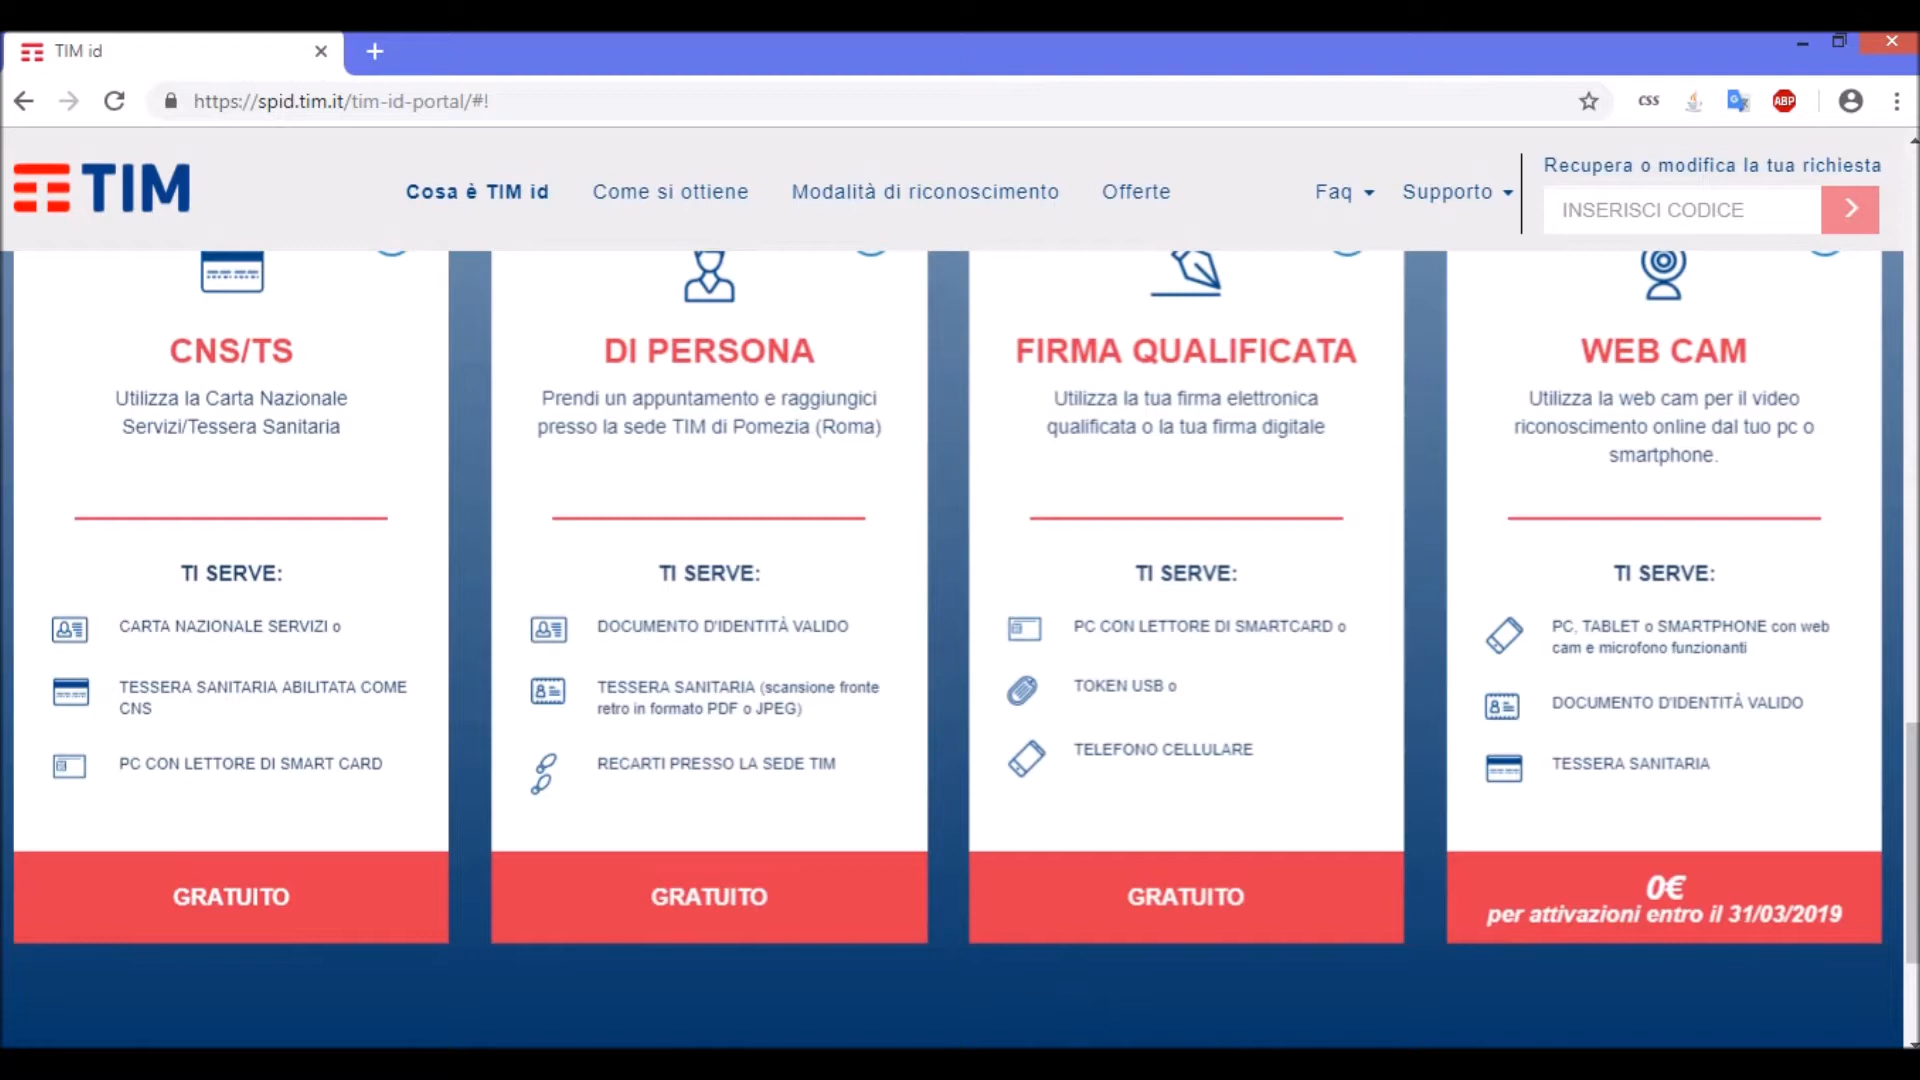 TIM id
https://spid.tim.it/tim-id-portal/#!
CSS
ABP
TIM
Cosa è TIM id
Come si ottiene
Modalità di riconoscimento
Offerte
Faq
Supporto
Recupera o modifica la tua richiesta
INSERISCI CODICE
CNS/TS
Utilizza la Carta Nazionale
Servizi/Tessera Sanitaria
TI SERVE:
CARTA NAZIONALE SERVIZI o
TESSERA SANITARIA ABILITATA COME
CNS
PC CON LETTORE DI SMART CARD
GRATUITO
DI PERSONA
Prendi un appuntamento e raggiungici
presso la sede TIM di Pomezia (Roma)
TI SERVE:
DOCUMENTO D'IDENTITÀ VALIDO
TESSERA SANITARIA (scansione fronte
retro in formato PDF o JPEG)
RECARTI PRESSO LA SEDE TIM
GRATUITO
FIRMA QUALIFICATA
Utilizza la tua firma elettronica
qualificata o la tua firma digitale
TI SERVE:
PC CON LETTORE DI SMARTCARD o
TOKEN USB o
TELEFONO CELLULARE
GRATUITO
WEB CAM
Utilizza la web cam per il video
riconoscimento online dal tuo pc o
smartphone.
TI SERVE:
PC, TABLET o SMARTPHONE con web
cam e microfono funzionanti
DOCUMENTO D'IDENTITÀ VALIDO
TESSERA SANITARIA
0€
per attivazioni entro il 31/03/2019